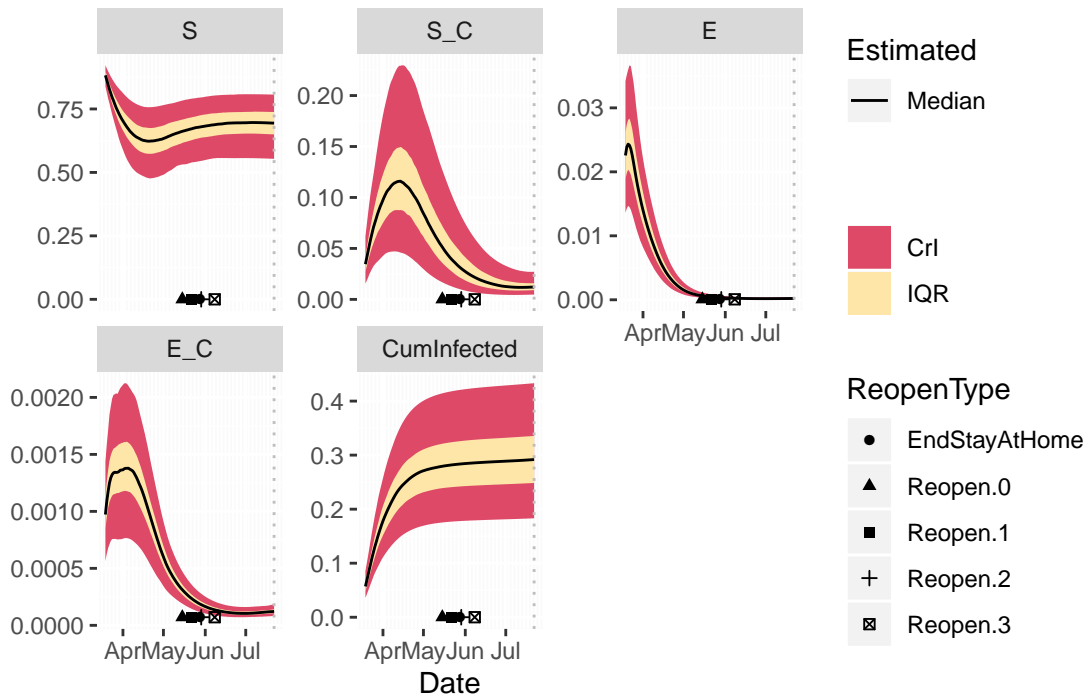 S
S_C
E
0.75
0.50
0.25
0.00
0.20
0.15
0.10
0.05
0.00
0.03
0.02
0.01
0.00
Apr May Jun Jul
E_C
CumInfected
0.0020
0.0015
0.0010
0.0005
0.0000
0.4
0.3
0.2
0.1
0.0
Apr May Jun Jul
Apr May Jun Jul
Date
Estimated
Median
CrI
IQR
ReopenType
EndStayAtHome
Reopen.0
Reopen.1
Reopen.2
Reopen.3